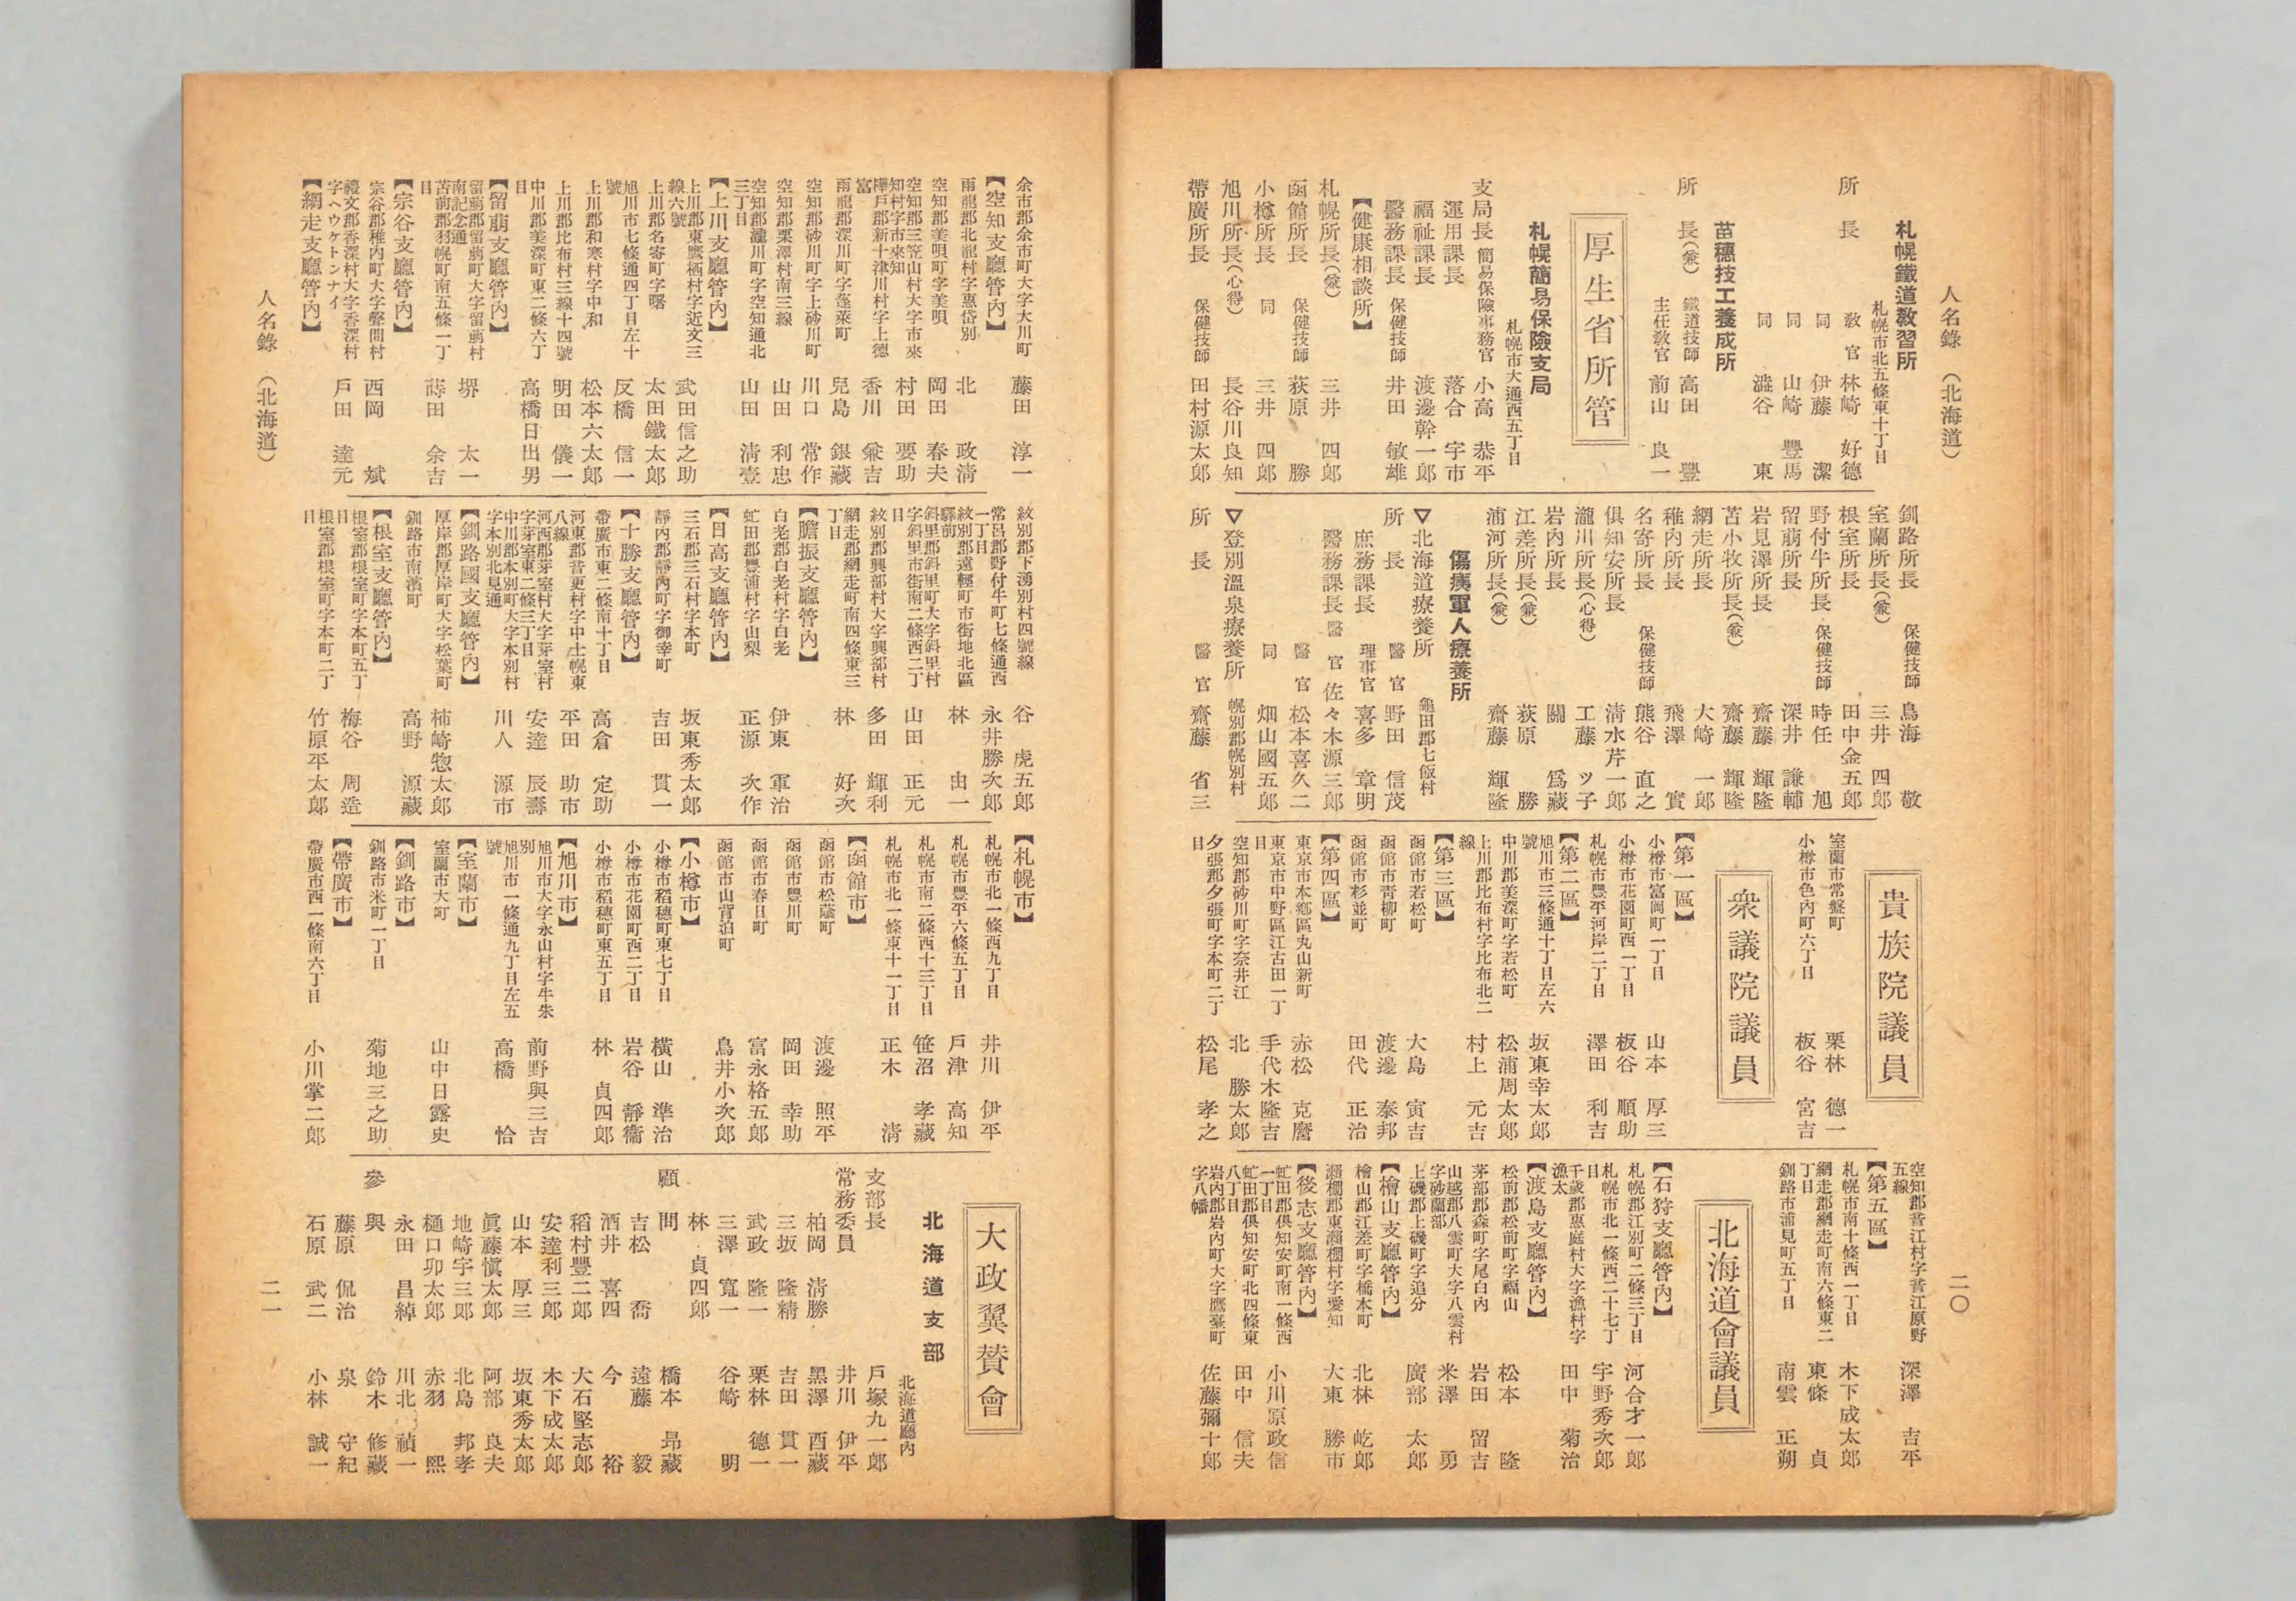 人名錄 （北海道）
二〇
札幌鐵道教習所
札幌市北五條東十丁目
所長 教官 林崎 好德
同 伊藤 潔
同 山崎 豐馬
同 澁谷 東
苗穗技工養成所
所長（兼） 鐵道技師 高田 豐
主任教官 前山 良一
厚生省所管
札幌簡易保險支局
札幌市大通西五丁目
支局長 簡易保險事務官 小高 恭平
運用課長 落合 宇市
福祉課長 渡邊幹一郎
醫務課長 保健技師 井田 敏雄
【健康相談所】
札幌所長（兼） 三井 四郎
函館所長 保健技師 荻原 勝
小樽所長 同 三井 四郎
旭川所長（心得） 長谷川良知
帶廣所長 保健技師 田村源太郎
釧路所長 保健技師 鳥海 敬
室蘭所長（兼） 三井 四郎
根室所長 田中金五郎
野付牛所長 保健技師 時任 旭
留萠所長 深井 謙輔
岩見澤所長 齋藤 輝隆
苫小牧所長（兼） 齋藤 輝隆
網走所長 大崎 一郎
稚內所長 飛澤 實
名寄所長 保健技師 熊谷 直之
俱知安所長 淸水芹一郎
瀧川所長（心得） 工藤 ツ子
岩內所長 關 爲藏
江差所長（兼） 荻原 勝
浦河所長（兼） 齋藤 輝隆
傷痍軍人療養所
▽北海道療養所 龜田郡七飯村
所長 醫官 野田 信茂
庶務課長 理事官 喜多 章明
醫務課長 醫官 佐々木源三郎
醫官 松本喜久二
同 畑山國五郎
▽登別溫泉療養所 幌別郡幌別村
所長 醫官 齋藤 省三
貴族院議員
室蘭市常盤町 栗林 德一
小樽市色內町六丁目 板谷 宮吉
衆議院議員
【第一區】
小樽市富岡町一丁目 山本 厚三
小樽市花園町西一丁目 板谷 順助
札幌市豐平河岸二丁目 澤田 利吉
【第二區】
旭川市三條通十丁目左六號 坂東幸太郎
中川郡美深町字若松町 松浦周太郎
上川郡比布村字比布北二線 村上 元吉
【第三區】
函館市若松町 大島 寅吉
函館市靑柳町 渡邊 泰邦
函館市杉並町 田代 正治
【第四區】
東京市本鄕區丸山新町 赤松 克麿
東京市中野區江古田一丁目 手代木隆吉
空知郡砂川町字奈井江 北 勝太郎
夕張郡夕張町字本町二丁目 松尾 孝之
空知郡音江村字音江原野五線 深澤 吉平
【第五區】
札幌市南十條西一丁目 木下成太郎
網走郡網走町南六條東二丁目 東條 貞
釧路市浦見町五丁目 南雲 正朔
北海道會議員
【石狩支廳管內】
札幌郡江別町二條三丁目 河合才一郎
札幌市北一條西二十七丁目 宇野秀次郎
千歲郡惠庭村大字漁村字漁太 田中 菊治
【渡島支廳管內】
松前郡松前町字福山 松本 隆
茅部郡森町字尾白內 岩田 留吉
山越郡八雲町大字八雲村字砂蘭部 米澤 勇
上磯郡上磯町字追分 廣部 太郎
【檜山支廳管內】
檜山郡江差町字橋本町 北林 屹郎
瀨棚郡東瀨棚村字愛知 大東 勝市
【後志支廳管內】
虻田郡俱知安町南一條西一丁目 小川原政信
虻田郡俱知安町北四條東八丁目 田中 信夫
岩內郡岩內町大字鷹臺町字八幡 佐藤彌十郎
余市郡余市町大字大川町 藤田 淳一
【空知支廳管內】
雨龍郡北龍村字惠岱別 北 政淸
空知郡美唄町字美唄 岡田 春夫
空知郡三笠山村大字市來知村字市來知 村田 要助
樺戶郡新十津川村字上德富 香川 兼吉
雨龍郡深川町字蓬萊町 兒島 銀藏
空知郡砂川町字上砂川町 川口 常作
空知郡栗澤村南三線 山田 利忠
空知郡瀧川町字空知通北三丁目 山田 淸壹
【上川支廳管內】
上川郡東鷹栖村字近文三線六號 武田信之助
上川郡名寄町字曙 太田鐵太郎
旭川市七條通四丁目左十號 反橋 信一
上川郡和寒村字中和 松本六太郎
上川郡比布村三線十四號 明田 儀一
中川郡美深町東二條六丁目 高橋日出男
【留萠支廳管內】
留萠郡留萠町大字留萠村南記念通 堺 太一
苫前郡羽幌町南五條一丁目 蒔田 余吉
【宗谷支廳管內】
宗谷郡稚內町大字聲問村 西岡 斌
禮文郡香深村大字香深村字ヘウケトンナイ 戶田 達元
【網走支廳管內】
紋別郡下湧別村四號線 谷 虎五郎
常呂郡野付牛町七條通西一丁目 永井勝次郎
紋別郡遠輕町市街地北區驛前 林 由一
斜里郡斜里町大字斜里村字斜里市街南二條西二丁目 山田 正元
紋別郡興部村大字興部村 多田 輝利
網走郡網走町南四條東三丁目 林 好次
【膽振支廳管內】
白老郡白老村字白老 伊東 軍治
虻田郡豐浦村字山梨 正源 次作
【日高支廳管內】
三石郡三石村字本町 坂東秀太郎
靜內郡靜內町字御幸町 吉田 貫一
【十勝支廳管內】
帶廣市東二條南十丁目 高倉 定助
河東郡音更村字中士幌東八線 平田 助市
河西郡芽室村大字芽室村字芽室東二條三丁目 安達 辰壽
中川郡本別町大字本別村字本別北見通 川人 源市
【釧路國支廳管內】
厚岸郡厚岸町大字松葉町 柿崎惣太郎
釧路市南濱町 高野 源藏
【根室支廳管內】
根室郡根室町字本町五丁目 梅谷 周造
根室郡根室町字本町二丁目 竹原平太郎
【札幌市】
札幌市北一條西九丁目 井川 伊平
札幌市豐平六條五丁目 戶津 高知
札幌市南二條西十三丁目 笹沼 孝藏
札幌市北一條東十一丁目 正木 淸
【函館市】
函館市松蔭町 渡邊 照平
函館市豐川町 岡田 幸助
函館市春日町 富永格五郎
函館市山背泊町 鳥井小次郎
【小樽市】
小樽市稻穗町東七丁目 橫山 準治
小樽市花園町西二丁目 岩谷 靜衞
小樽市稻穗町東五丁目 林 貞四郎
【旭川市】
旭川市大字永山村字牛朱別 前野與三吉
旭川市一條通九丁目左五號 高橋 恰
【室蘭市】
室蘭市大町 山中日露史
【釧路市】
釧路市米町一丁目 菊地三之助
【帶廣市】
帶廣市西一條南六丁目 小川掌二郎
大政翼賛會
北海道支部
北海道廳內
支部長 戶塚九一郎
常務委員 井川 伊平
柏岡 淸勝 黑澤 酉藏
三坂 隆精 吉田 貫一
武政 隆一 栗林 德一
三澤 寬一 谷崎 明
林 貞四郎
顧問 橋本 昻藏
吉松 喬 遠藤 毅
酒井 喜四 今 裕
稻村豐二郎 大石堅志郎
安達利三郎 木下成太郎
山本 厚三 坂東秀太郎
眞藤愼太郎 阿部 良夫
地崎宇三郎 北島 邦孝
樋口卯太郎 赤羽 熙
永田 昌綽 川北 禎一
參與 鈴木 修藏
藤原 侃治 泉 守紀
石原 武二 小林 誠一
人名錄 （北海道）
二一